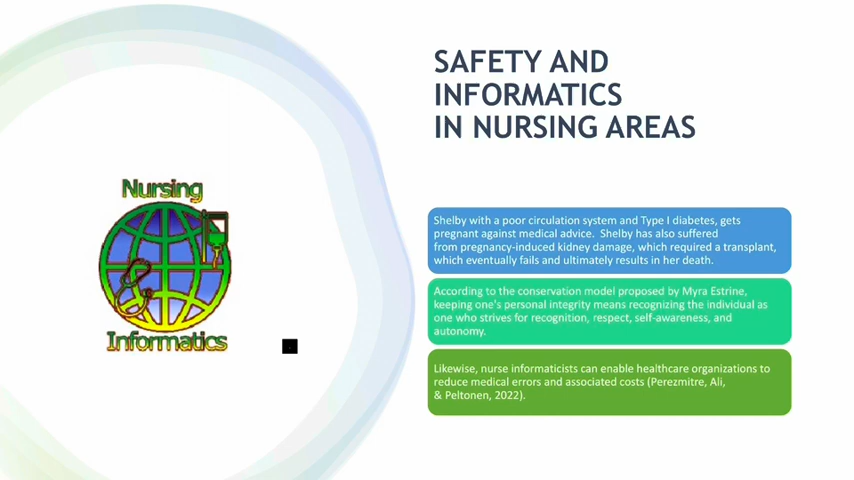 SAFETY AND
INFORMATICS
IN NURSING AREAS
Nursing
Informatics
Shelby with a poor circulation system and Type I diabetes, gets
pregnant against medical advice. Shelby has also suffered
from pregnancy-induced kidney damage, which required a transplant,
which eventually fails and ultimately results in her death.
According to the conservation model proposed by Myra Estrine,
keeping one's personal integrity means recognizing the individual as
one who strives for recognition, respect, self-awareness, and
autonomy.
Likewise, nurse informaticists can enable healthcare organizations to
reduce medical errors and associated costs (Perezmitre, Ali,
& Peltonen, 2022).